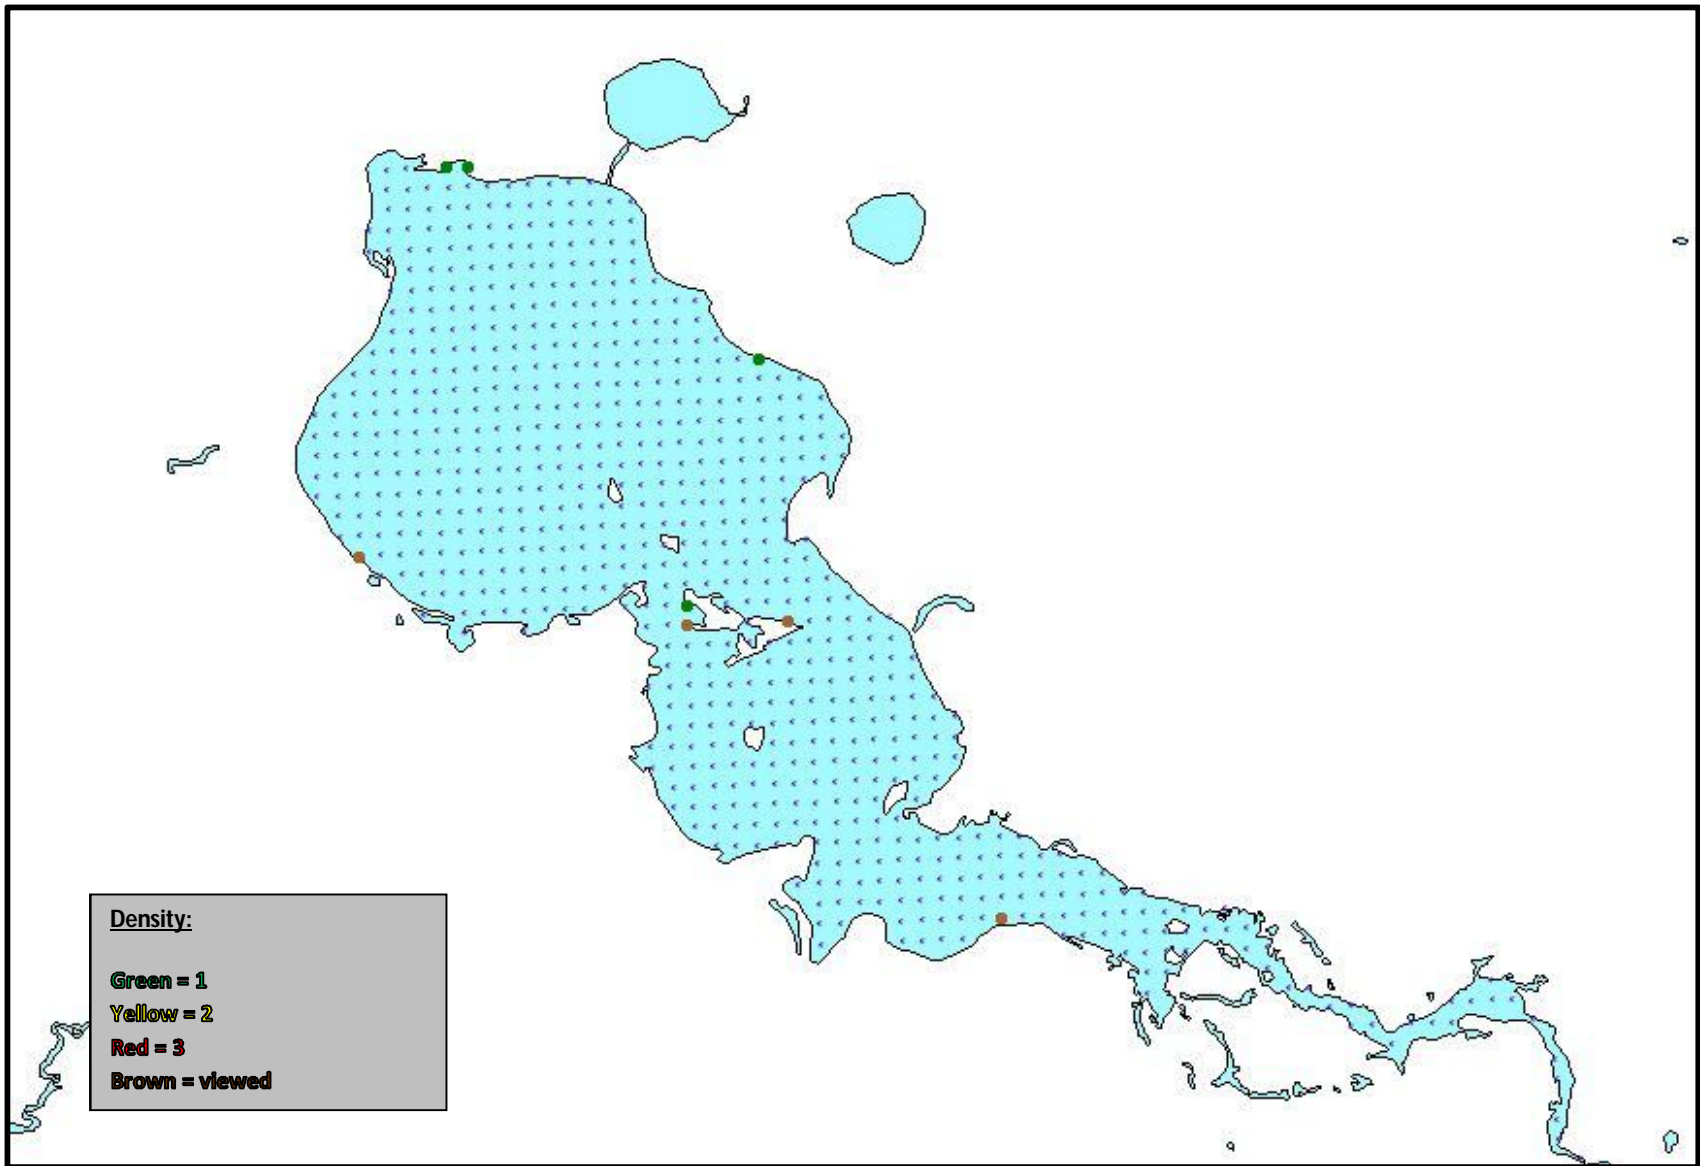 Density:
Green = 1
Yellow = 2
Red = 3
Brown = viewed